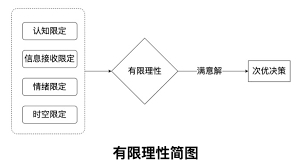 认知限定
信息接收限定
情绪限定
时空限定
有限理性
满意解
次优决策
有限理性简图